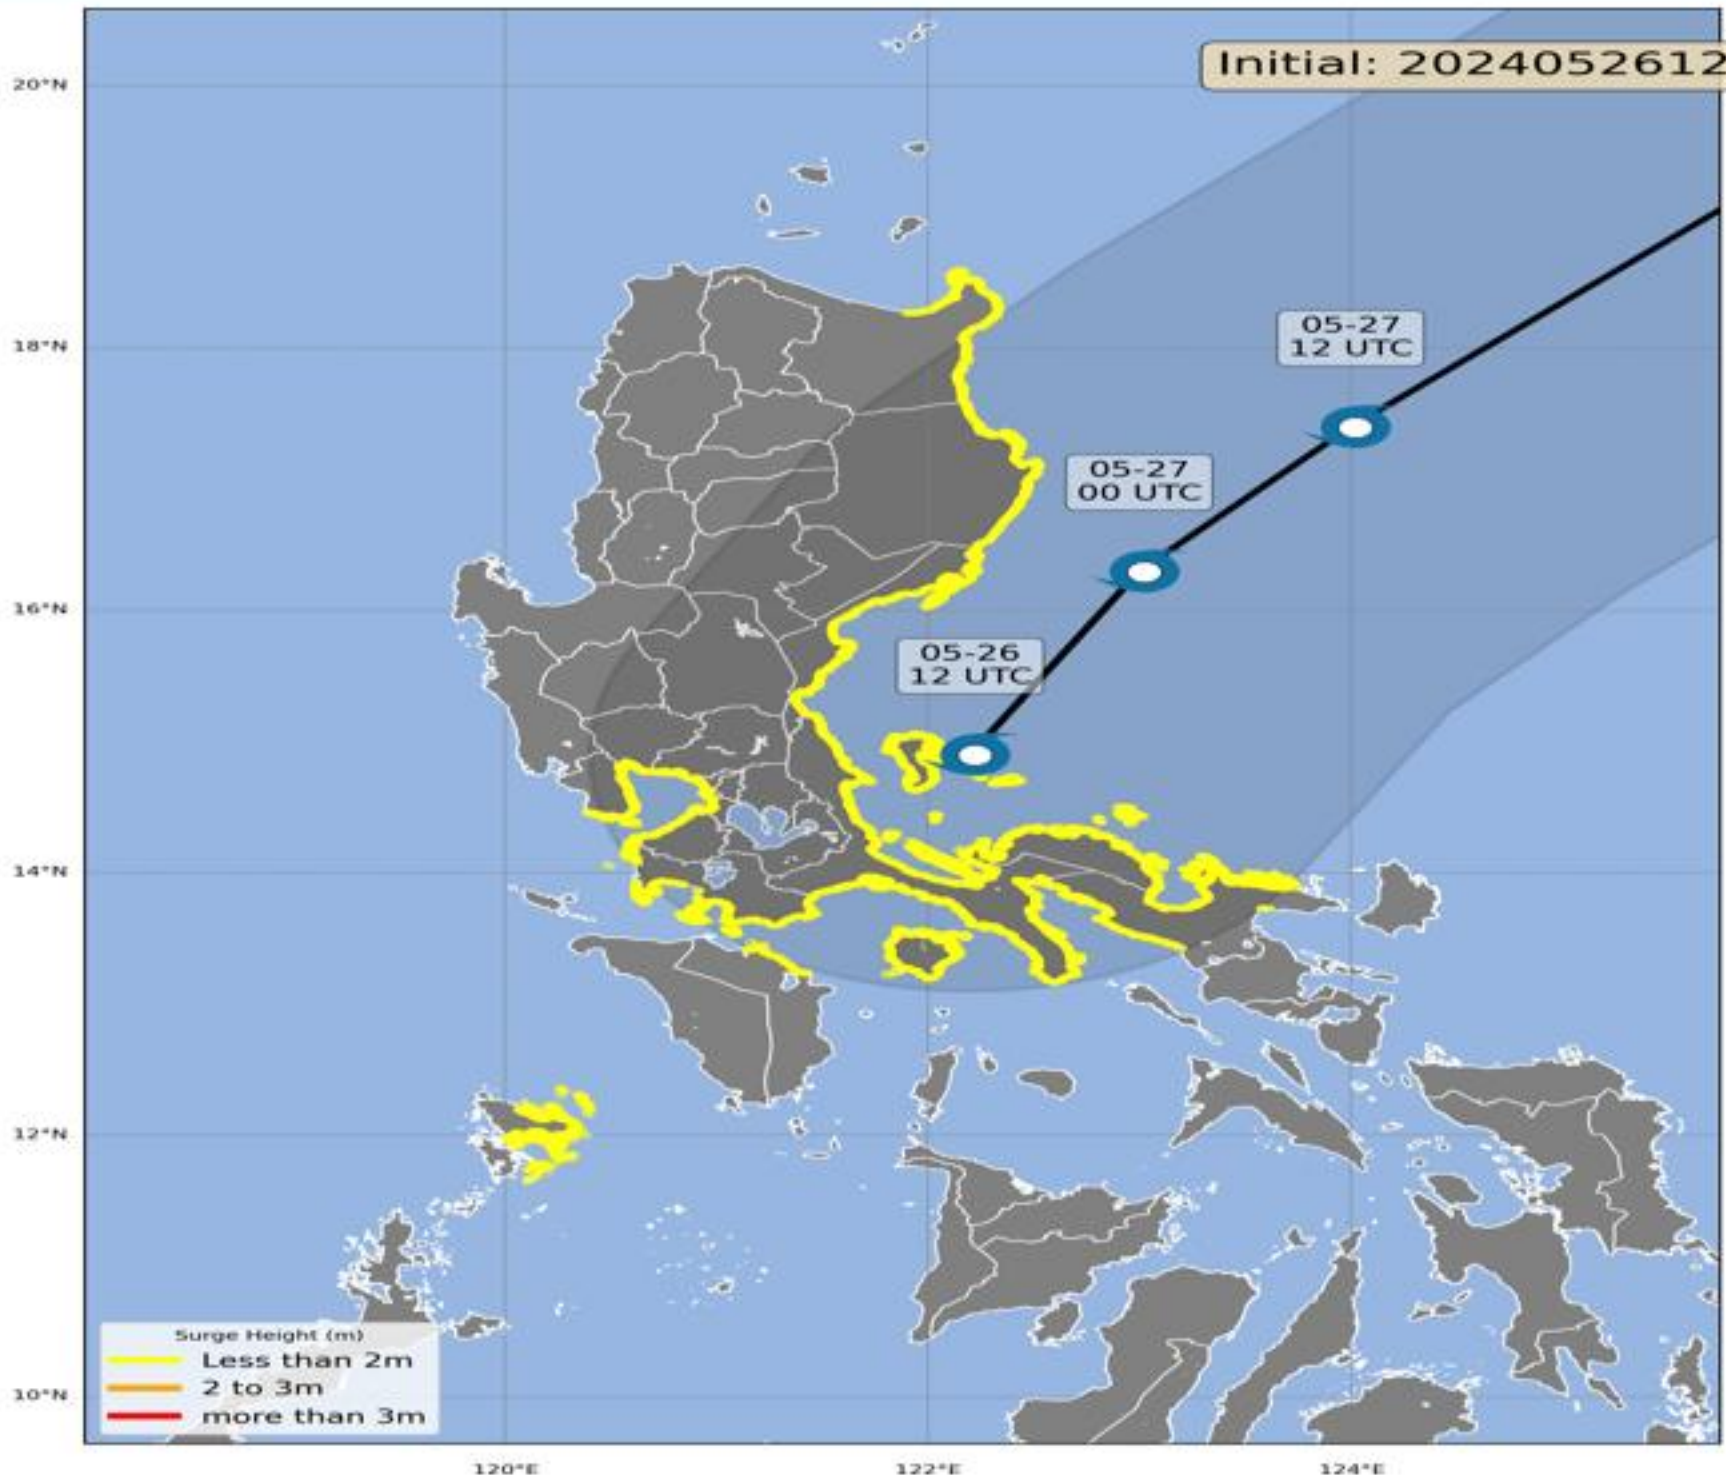 Initial: 2024052612
20°N
18°N
16°N
14°N
12°N
10°N
05-27
12 UTC
05-27
00 UTC
05-26
12 UTC
Surge Height (m)
Less than 2m
2 to 3m
more than 3m
120°E
122°E
124°E